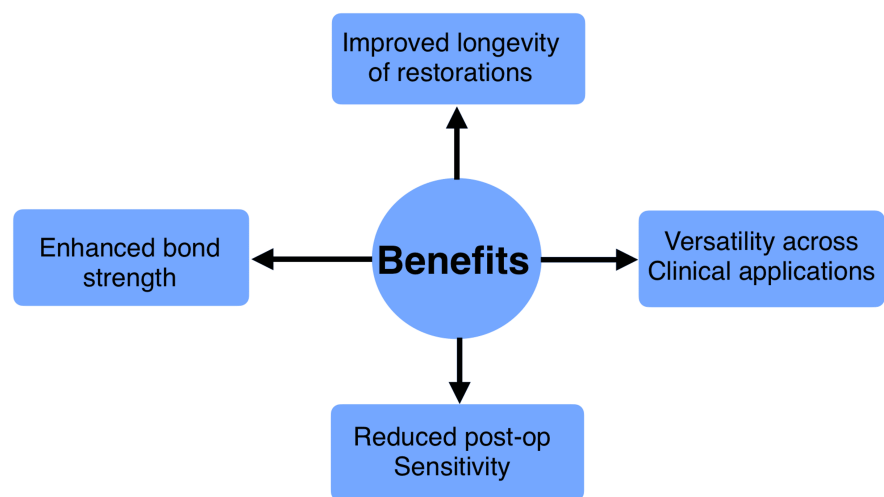 Improved longevity
of restorations
Enhanced bond
strength
Benefits
Versatility across
Clinical applications
Reduced post-op
Sensitivity